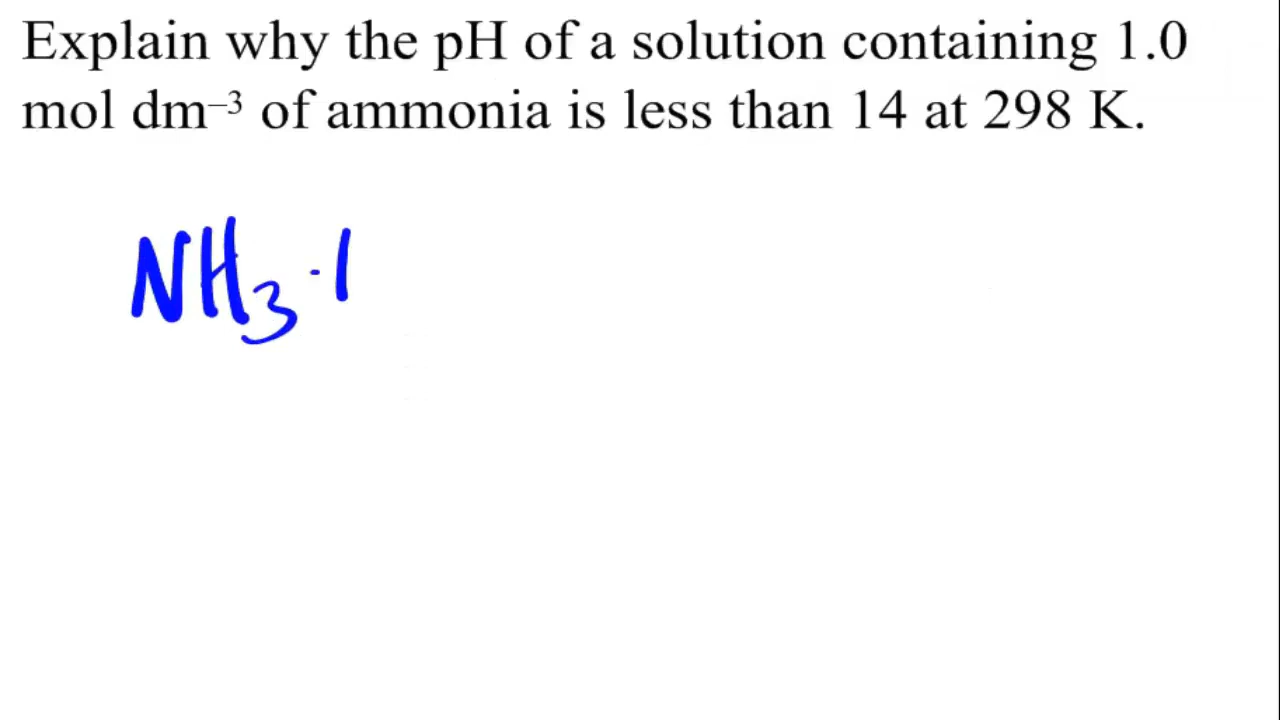 Explain why the pH of a solution containing 1.0
mol dm⁻³ of ammonia is less than 14 at 298 K.
NH₃ · I